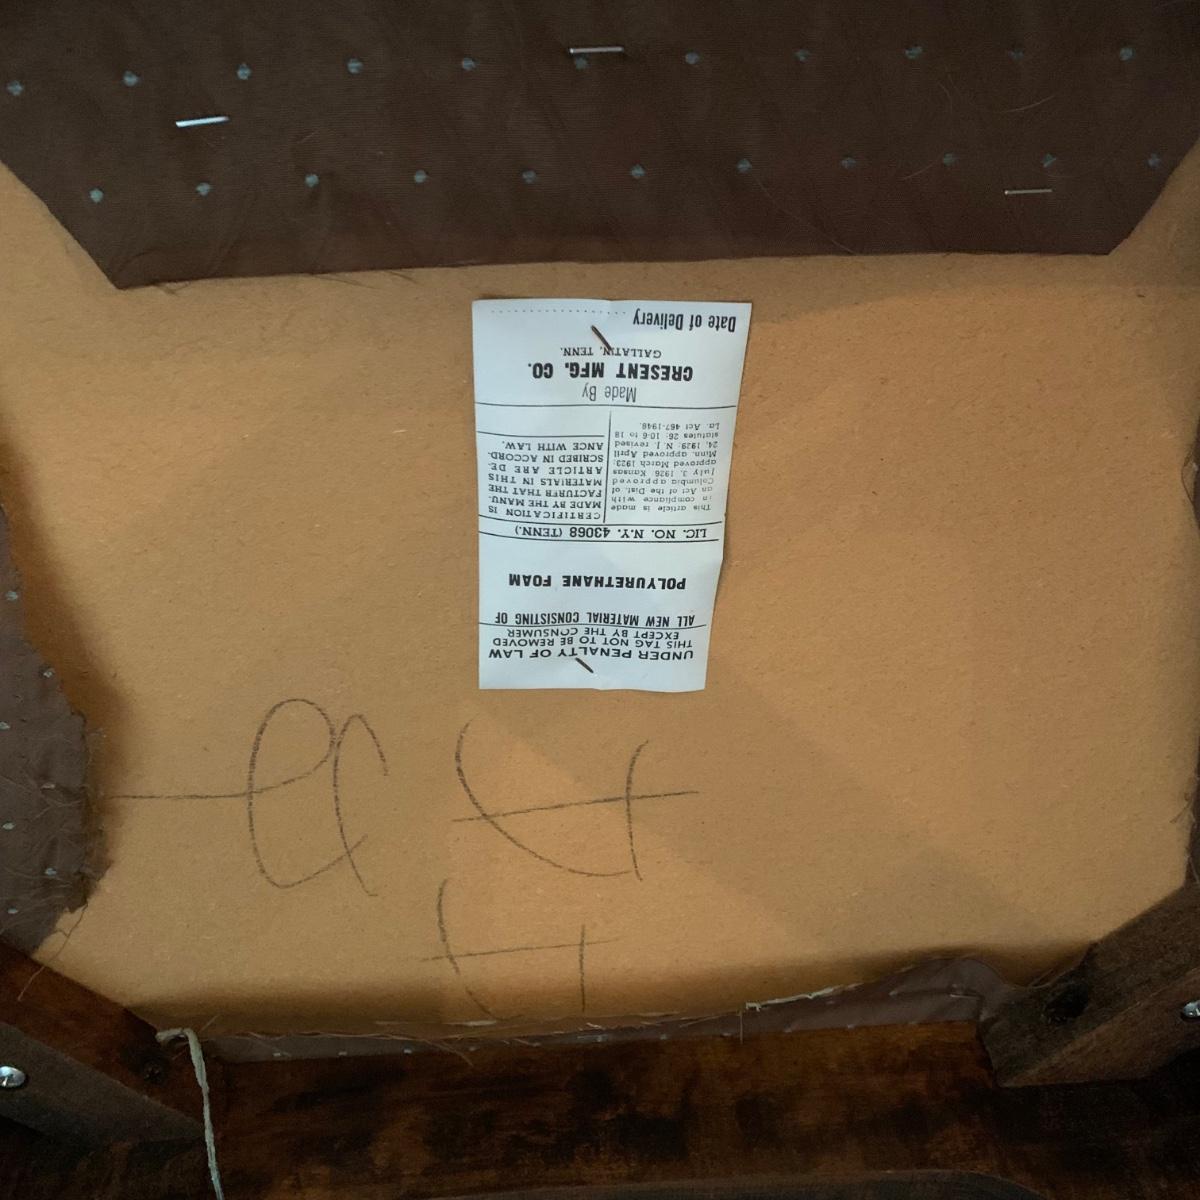 UNDER PENALTY OF LAW
THIS TAG NOT TO BE REMOVED
EXCEPT BY THE CONSUMER
ALL NEW MATERIAL CONSISTING OF
POLYURETHANE FOAM
LIC. NO. N.Y. 43068 (TENN.)
This article is made
in compliance with
an Act of the Dist. of
Columbia approved
July 3, 1926; Kansas
approved March 1923;
Minn. approved April
24, 1929; N. J. revised
statutes 26: 10-6 to 18
La. Act 467-1948.
CERTIFICATION IS
MADE BY THE MANU-
FACTURER THAT THE
MATERIALS IN THIS
ARTICLE ARE DE-
SCRIBED IN ACCORD-
ANCE WITH LAW.
Made By
CRESENT MFG. CO.
GALLATIN, TENN.
Date of Delivery